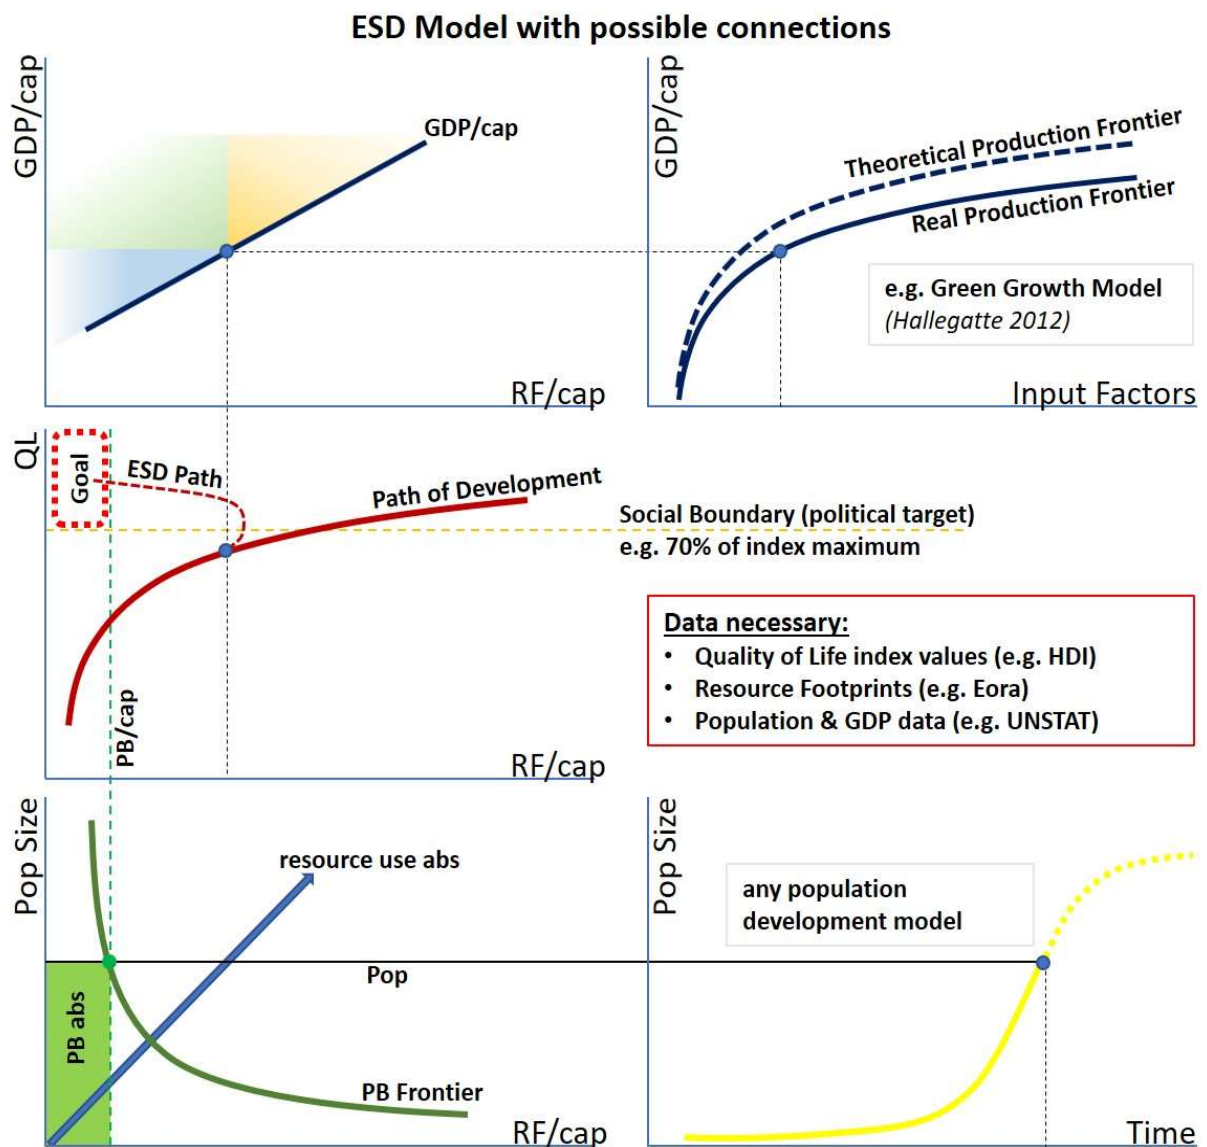 ESD Model with possible connections
GDP/cap
GDP/cap
RF/cap
GDP/cap
Theoretical Production Frontier
Real Production Frontier
e.g. Green Growth Model
(Hallegatte 2012)
Input Factors
QL
Goal
ESD Path
Path of Development
PB/cap
RF/cap
Social Boundary (political target)
e.g. 70% of index maximum
Data necessary:
• Quality of Life index values (e.g. HDI)
• Resource Footprints (e.g. Eora)
• Population & GDP data (e.g. UNSTAT)
Pop Size
resource use abs
Pop
PB abs
PB Frontier
RF/cap
Pop Size
any population
development model
Time